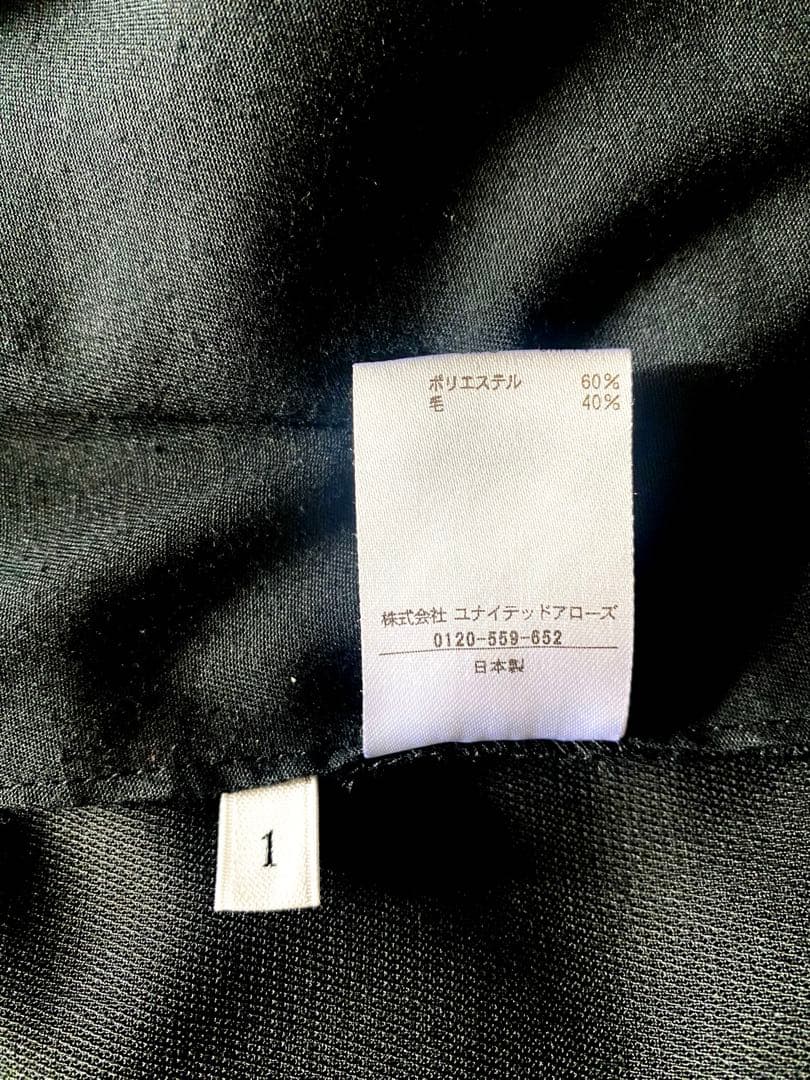 ポリエステル 60%
毛 40%
株式会社 ユナイテッドアローズ
0120-559-652
日本製
1